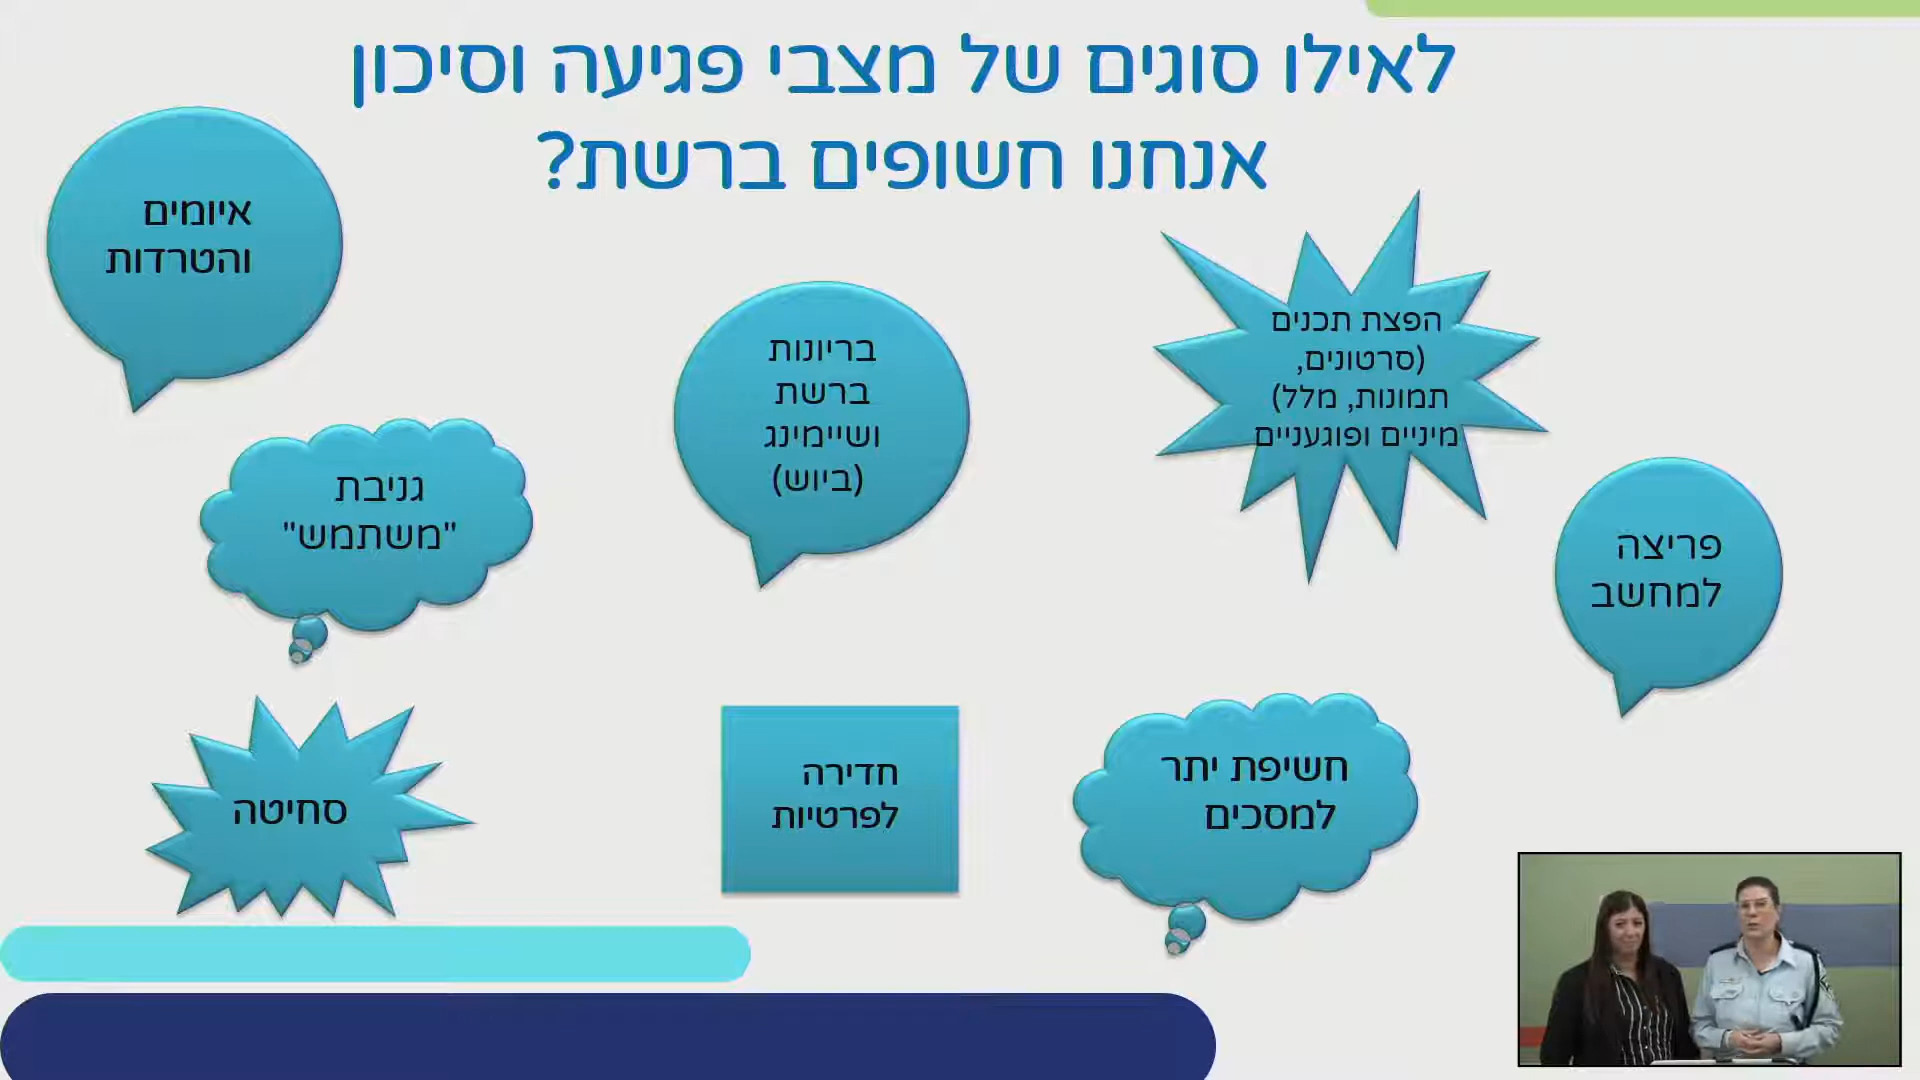 לאילו סוגים של מצבי פגיעה וסיכון
אנחנו חשופים ברשת?
איומים
והטרדות
בריונות
ברשת
ושיימינג
(ביוש)
הפצת תכנים
(סרטונים,
תמונות, מלל)
מיניים ופוגעניים
גניבת
"משתמש"
פריצה
למחשב
סחיטה
חדירה
לפרטיות
חשיפת יתר
למסכים